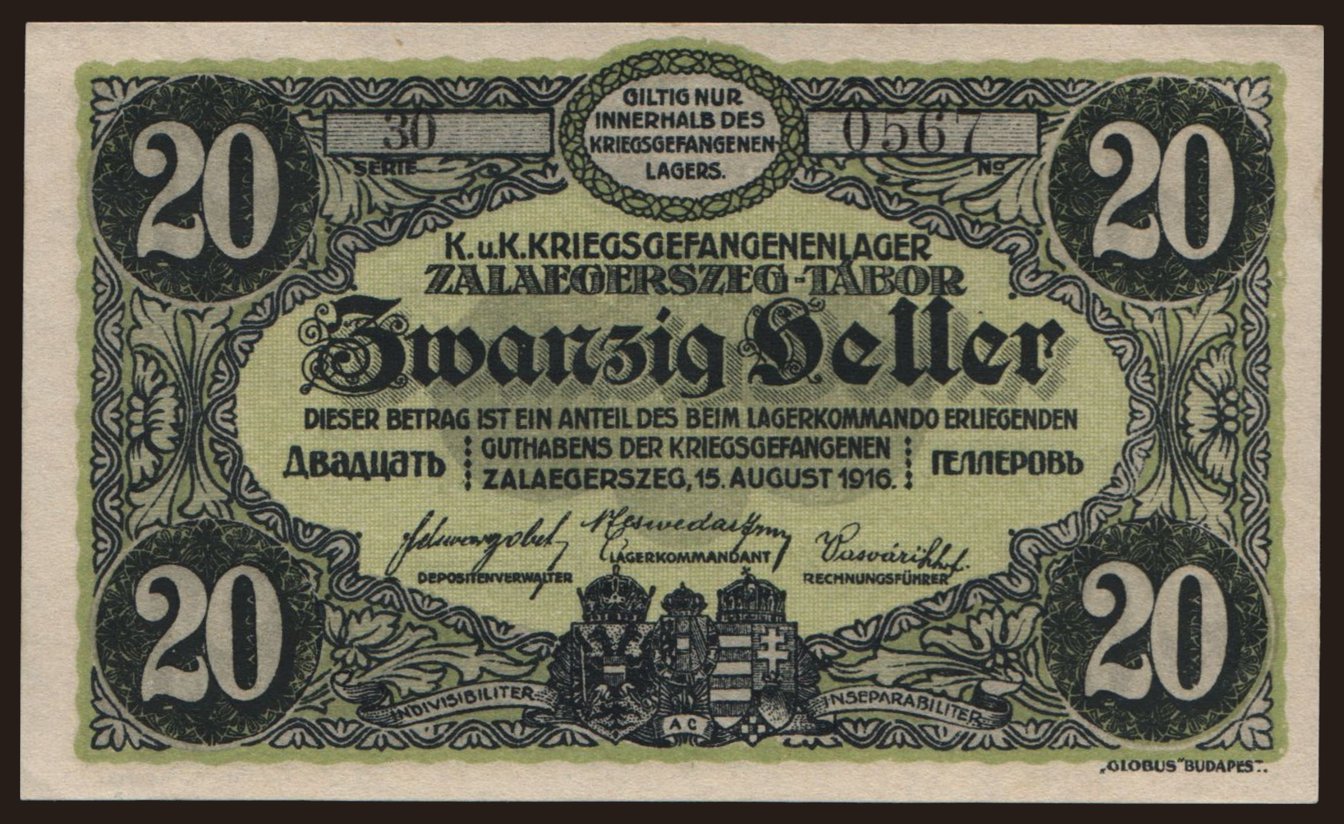 20
30
SERIE
GILTIG NUR
INNERHALB DES
KRIEGSGEFANGENEN-
LAGERS.
0567
No
20
K.u.K.KRIEGSGEFANGENENLAGER
ZALAEGERSZEG-TÁBOR
Zwanzig Heller
DIESER BETRAG IST EIN ANTEIL DES BEIM LAGERKOMMANDO ERLIEGENDEN
GUTHABENS DER KRIEGSGEFANGENEN
Двадцать
геллеровъ
ZALAEGERSZEG, 15. AUGUST 1916.
LAGERKOMMANDANT
DEPOSITENVERWALTER
RECHNUNGSFÜHRER
20
20
INDIVISIBILITER
AC
INSEPARABILITER
„GLOBUS" BUDAPEST.